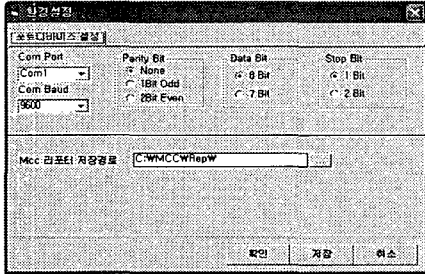 환경설정
포트디바이스 설정
Com Port
Com1
Com Baud
9600
Parity Bit
None
1Bit Odd
2Bit Even
Data Bit
8 Bit
7 Bit
Stop Bit
1 Bit
2 Bit
Mcc 리포터 저장경로 C:₩MCC₩Rep₩ ...
확인 저장 취소